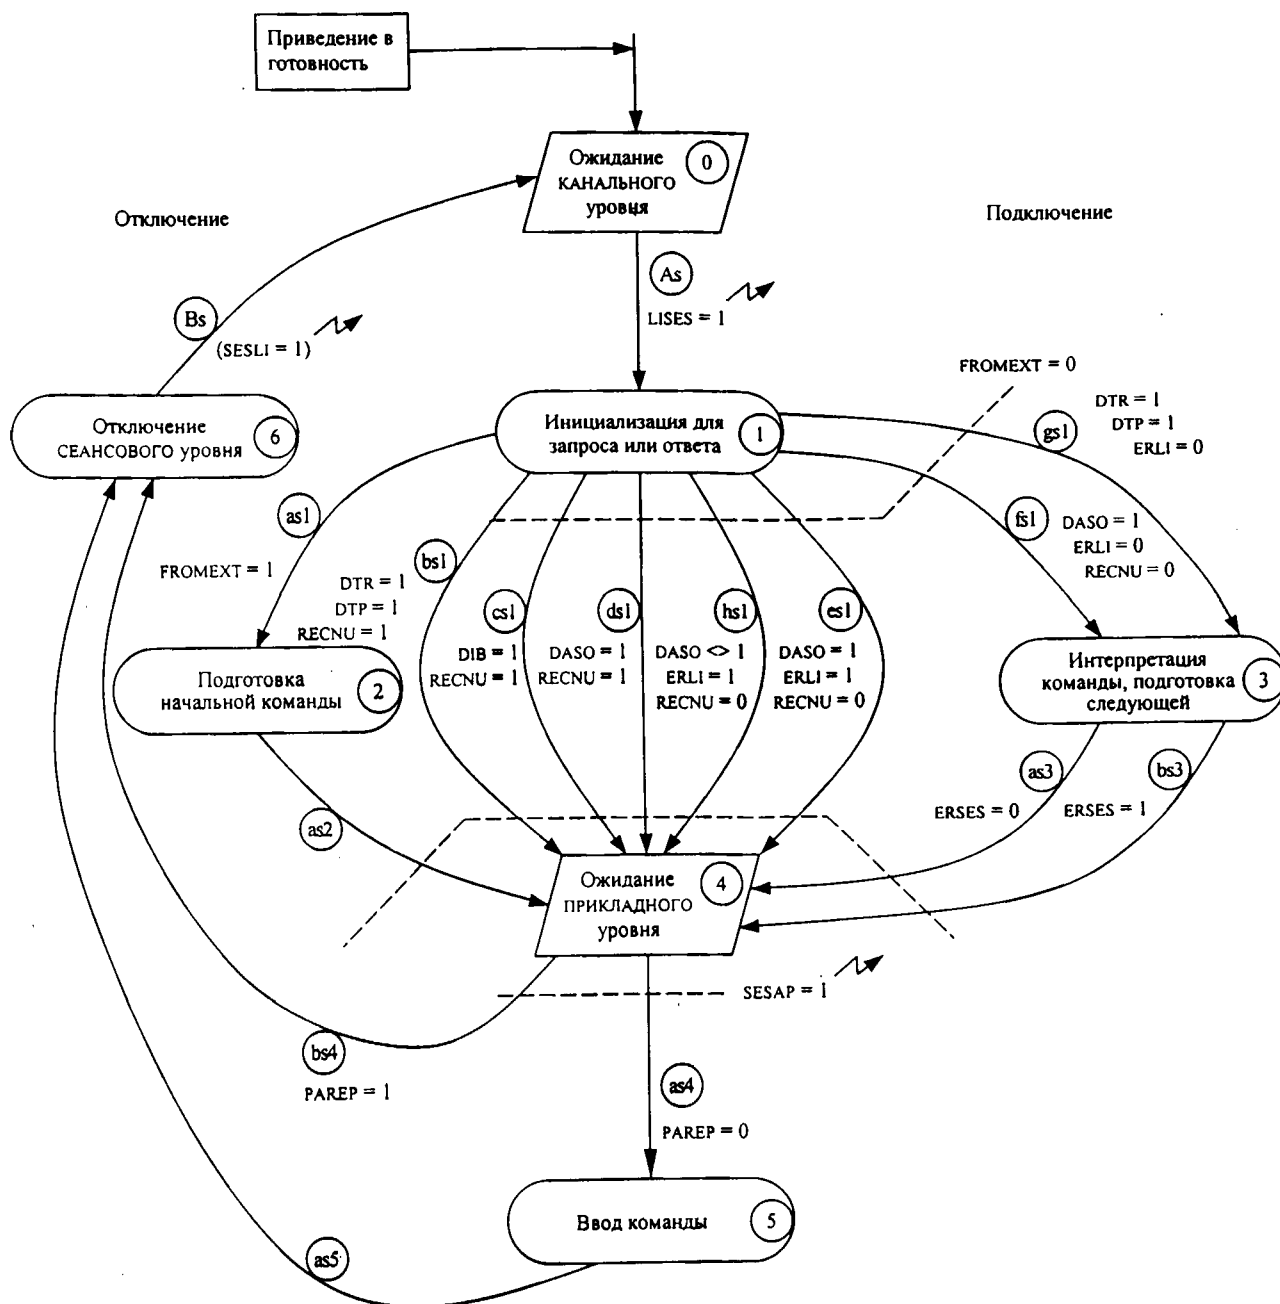 Приведение в
готовность
Ожидание
КАНАЛЬНОГО
уровня
0
Отключение
Подключение
As
LISES = 1
Bs
(SESLI = 1)
FROMEXT = 0
Отключение
СЕАНСОВОГО уровня
6
Инициализация для
запроса или ответа
1
gs1
DTR = 1
DTP = 1
ERLI = 0
as1
FROMEXT = 1
bs1
DTR = 1
DTP = 1
RECNU = 1
cs1
DIB = 1
RECNU = 1
ds1
DASO = 1
RECNU = 1
hs1
DASO <> 1
ERLI = 1
RECNU = 0
es1
DASO = 1
ERLI = 1
RECNU = 0
fs1
DASO = 1
ERLI = 0
RECNU = 0
Подготовка
начальной команды
2
Интерпретация
команды, подготовка
следующей
3
as2
as3
ERSES = 0
bs3
ERSES = 1
Ожидание
ПРИКЛАДНОГО
уровня
4
SESAP = 1
bs4
PAREP = 1
as4
PAREP = 0
Ввод команды
5
as5